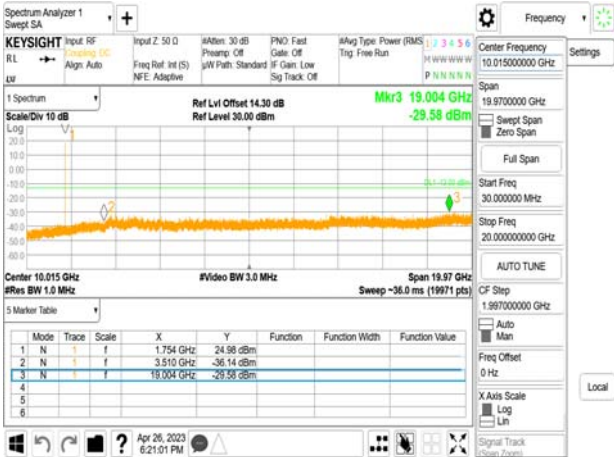 Spectrum Analyzer 1
Swept SA
+
Frequency
KEYSIGHT
RL
Input: RF
Coupling: DC
Align: Auto
Input Z: 50 Ω
Freq Ref: Int (S)
NFE: Adaptive
#Atten: 30 dB
Preamp: Off
µW Path: Standard
PNO: Fast
Gate: Off
IF Gain: Low
Sig Track: Off
#Avg Type: Power (RMS
Trig: Free Run
1 2 3 4 5 6
M W W W W W
P N N N N N
Center Frequency
10.015000000 GHz
Settings
Span
19.9700000 GHz
Swept Span
Zero Span
Full Span
Start Freq
30.000000 MHz
Stop Freq
20.000000000 GHz
AUTO TUNE
CF Step
1.997000000 GHz
Auto
Man
Freq Offset
0 Hz
X Axis Scale
Log
Lin
Signal Track
(Span Zoom)
Local
1 Spectrum
Scale/Div 10 dB
Ref Lvl Offset 14.30 dB
Ref Level 30.00 dBm
Mkr3 19.004 GHz
-29.58 dBm
Log
20.0
10.0
0.00
-10.0
-20.0
-30.0
-40.0
-50.0
-60.0
1
2
3
DL1 -13.00 dBm
Center 10.015 GHz
#Res BW 1.0 MHz
#Video BW 3.0 MHz
Span 19.97 GHz
Sweep ~36.0 ms (19971 pts)
5 Marker Table
Mode Trace Scale X Y Function Function Width Function Value
1 N 1 f 1.754 GHz 24.98 dBm
2 N 1 f 3.510 GHz -36.14 dBm
3 N 1 f 19.004 GHz -29.58 dBm
4
5
6
?
Apr 26, 2023
6:21:01 PM